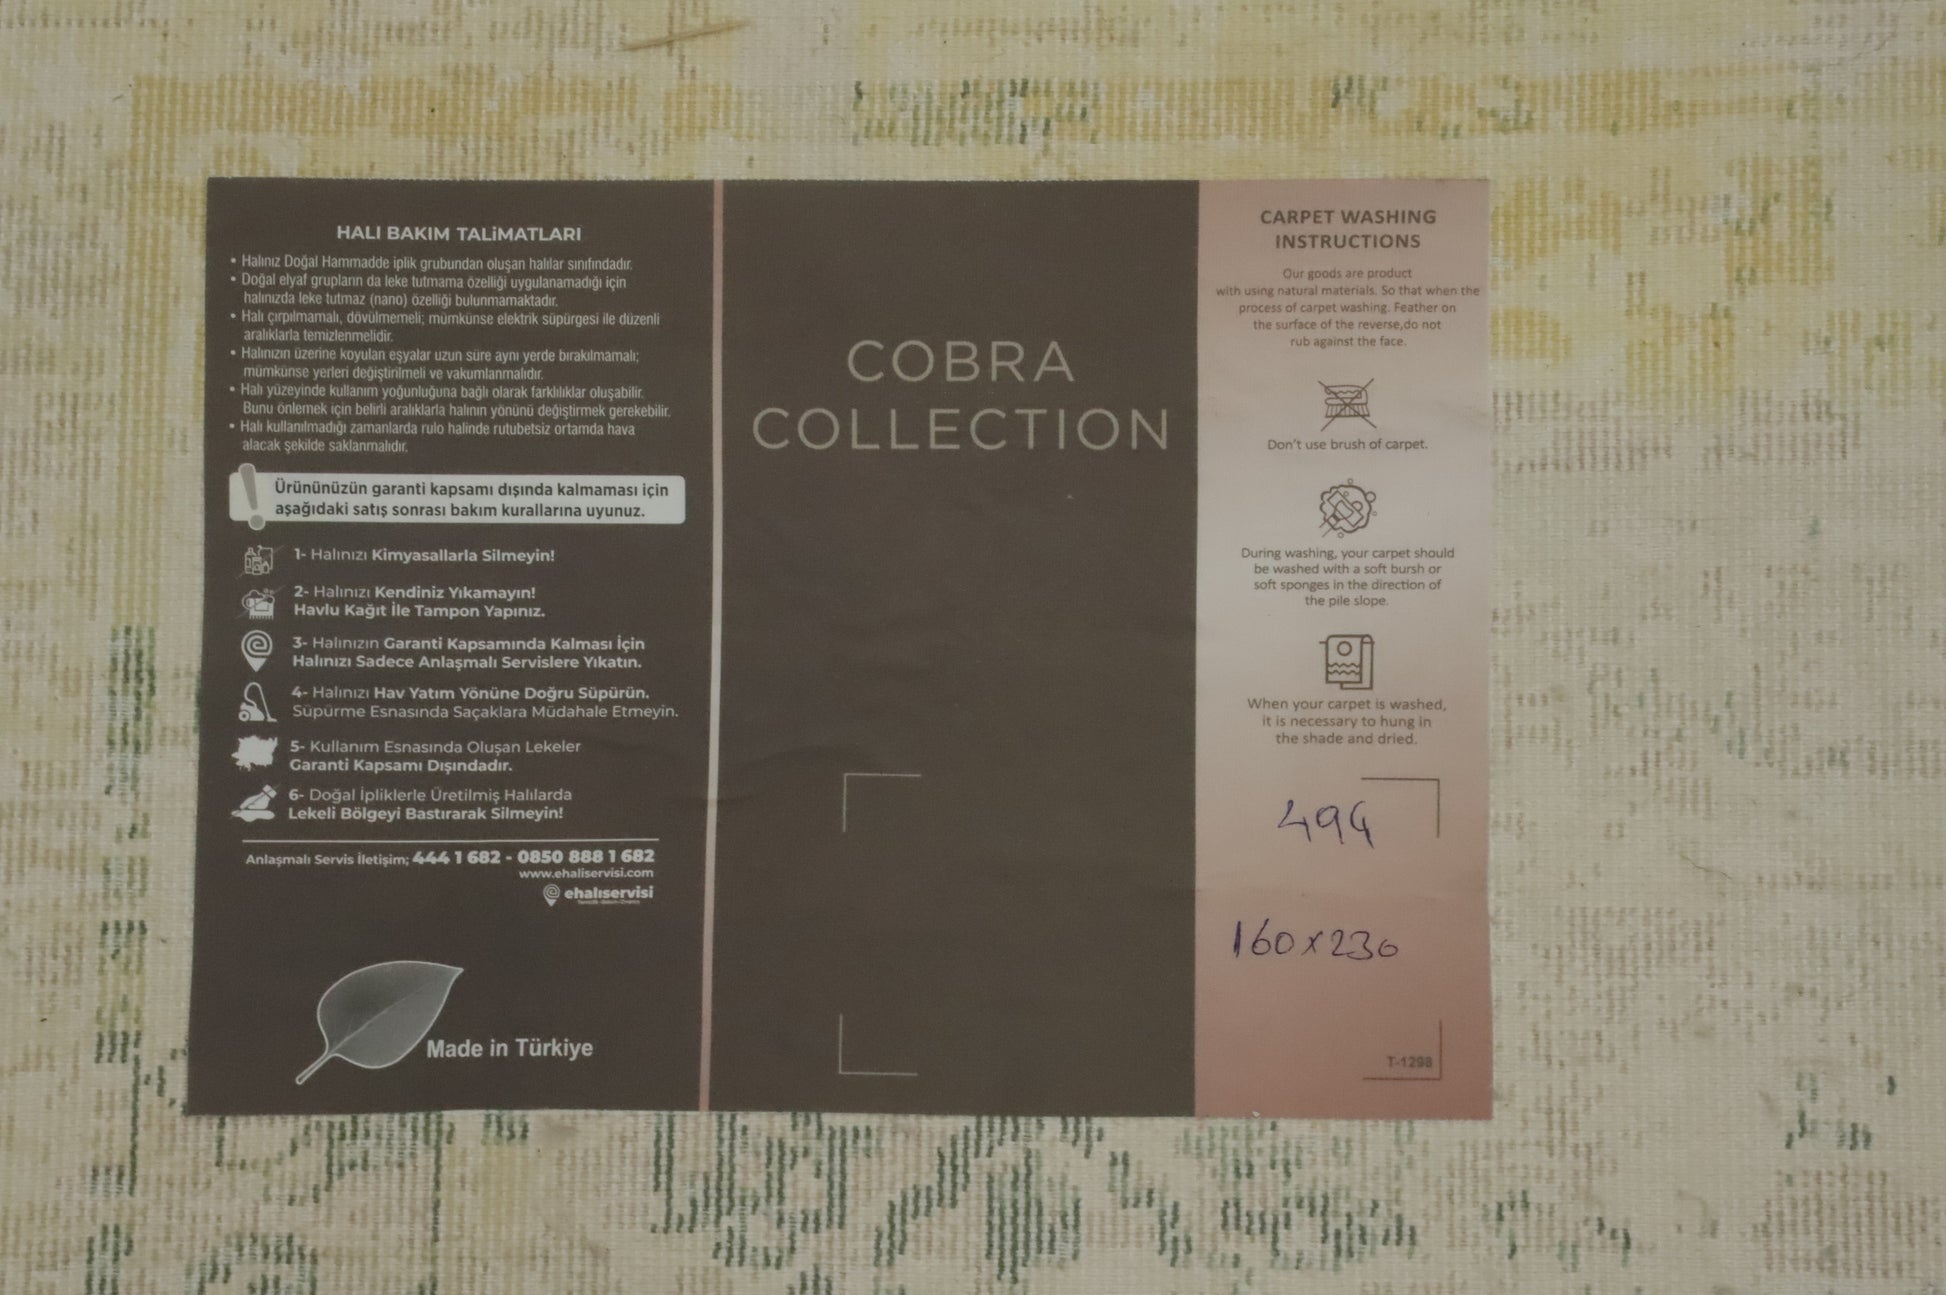 HALI BAKIM TALİMATLARI
• Halınız Doğal Hammadde iplik grubundan oluşan halılar sınıfındadır.
• Doğal elyaf grupların da leke tutmama özelliği uygulanamadığı için
halınızda leke tutmaz (nano) özelliği bulunmamaktadır.
• Halı çırpılmamalı, dövülmemeli; mümkünse elektrik süpürgesi ile düzenli
aralıklarla temizlenmelidir.
• Halınızın üzerine koyulan eşyalar uzun süre aynı yerde bırakılmamalı;
mümkünse yerleri değiştirilmeli ve vakumlanmalıdır.
• Halı yüzeyinde kullanım yoğunluğuna bağlı olarak farklılıklar oluşabilir.
Bunu önlemek için belirli aralıklarla halının yönünü değiştirmek gerekebilir.
• Halı kullanılmadığı zamanlarda rulo halinde rutubetsiz ortamda hava
alacak şekilde saklanmalıdır.
Ürününüzün garanti kapsamı dışında kalmaması için
aşağıdaki satış sonrası bakım kurallarına uyunuz.
1- Halınızı Kimyasallarla Silmeyin!
2- Halınızı Kendiniz Yıkamayın!
Havlu Kağıt İle Tampon Yapınız.
3- Halınızın Garanti Kapsamında Kalması İçin
Halınızı Sadece Anlaşmalı Servislere Yıkatın.
4- Halınızı Hav Yatım Yönüne Doğru Süpürün.
Süpürme Esnasında Saçaklara Müdahale Etmeyin.
5- Kullanım Esnasında Oluşan Lekeler
Garanti Kapsamı Dışındadır.
6- Doğal İpliklerle Üretilmiş Halılarda
Lekeli Bölgeyi Bastırarak Silmeyin!
Anlaşmalı Servis İletişim; 444 1 682 - 0850 888 1 682
www.ehaliservisi.com
ehalıservisi
Made in Türkiye
COBRA
COLLECTION
CARPET WASHING
INSTRUCTIONS
Our goods are product
with using natural materials. So that when the
process of carpet washing. Feather on
the surface of the reverse,do not
rub against the face.
Don't use brush of carpet.
During washing, your carpet should
be washed with a soft bursh or
soft sponges in the direction of
the pile slope.
When your carpet is washed,
it is necessary to hung in
the shade and dried.
494
160x230
T-1298